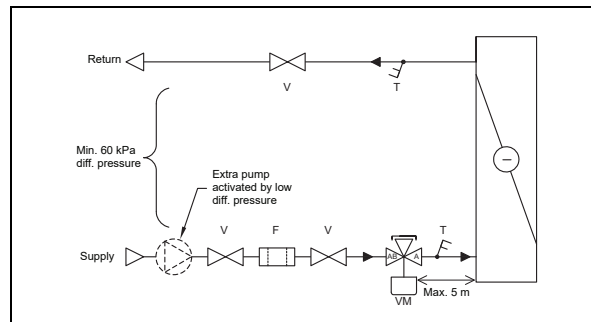 Return
V
T
Min. 60 kPa
diff. pressure
Extra pump
activated by low
diff. pressure
Supply
V
F
V
AB
A
T
VM
Max. 5 m